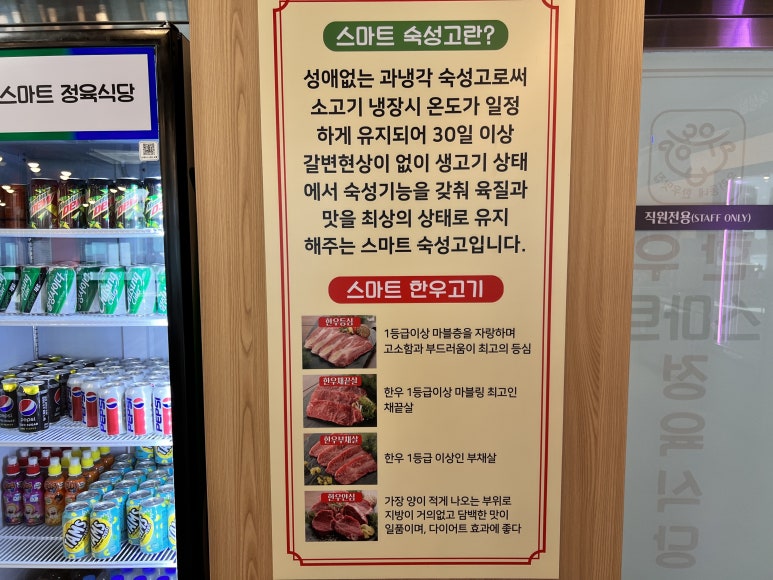 스마트 정육식당
스마트 숙성고란?
성애없는 과냉각 숙성고로써
소고기 냉장시 온도가 일정
하게 유지되어 30일 이상
갈변현상이 없이 생고기 상태
에서 숙성기능을 갖춰 육질과
맛을 최상의 상태로 유지
해주는 스마트 숙성고입니다.
스마트 한우고기
한우등심
1등급이상 마블층을 자랑하며
고소함과 부드러움이 최고의 등심
한우채끝살
한우 1등급이상 마블링 최고인
채끝살
한우부채살
한우 1등급 이상인 부채살
한우안심
가장 양이 적게 나오는 부위로
지방이 거의없고 담백한 맛이
일품이며, 다이어트 효과에 좋다
직원전용(STAFF ONLY)
한우
스마트
정육식당
pepsi
PEPSI
PEPSI